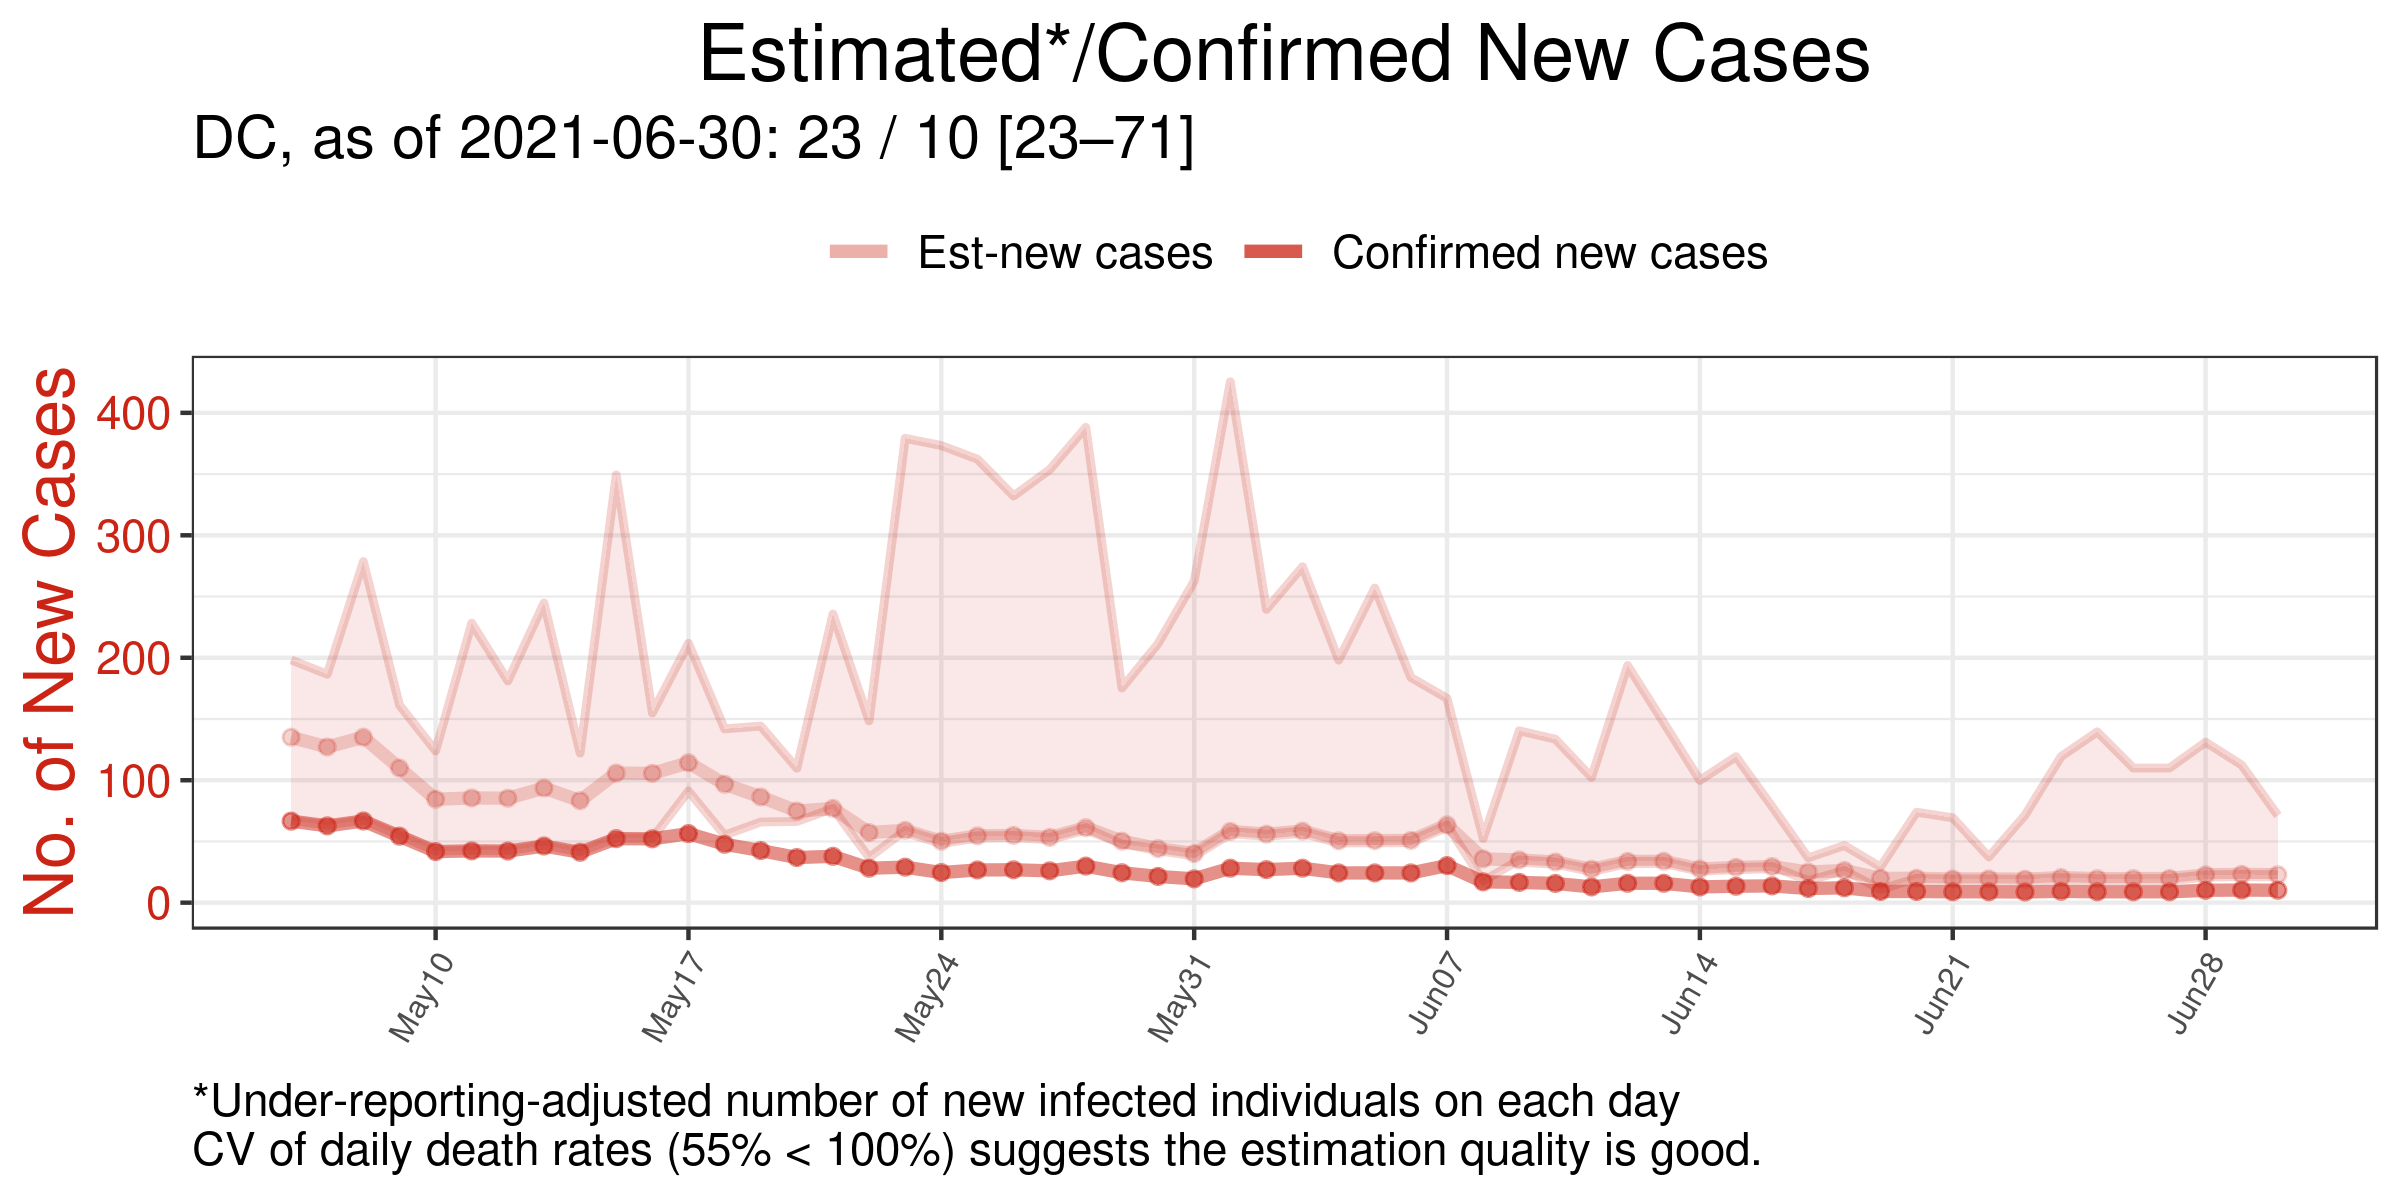 Estimated*/Confirmed New Cases
DC, as of 2021-06-30: 23 / 10 [23–71]
Est-new cases
Confirmed new cases
No. of New Cases
400
300
200
100
0
May10
May17
May24
May31
Jun07
Jun14
Jun21
Jun28
*Under-reporting-adjusted number of new infected individuals on each day
CV of daily death rates (55% < 100%) suggests the estimation quality is good.